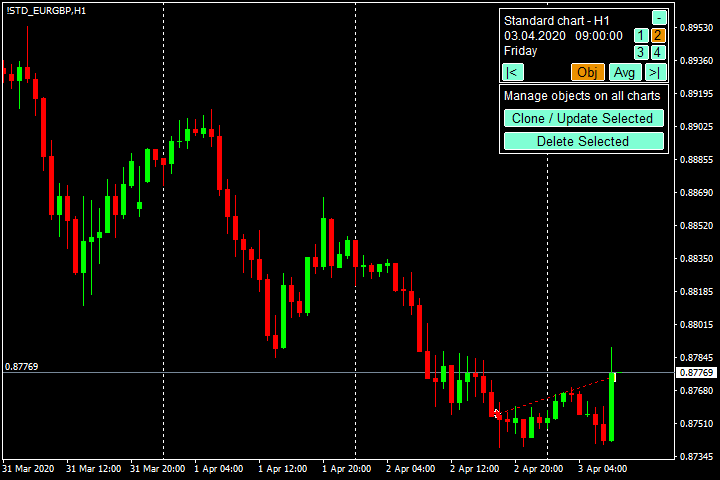 !STD_EURGBP,H1
Standard chart - H1
-
03.04.2020 09:00:00
1 2
Friday
3 4
|<
Obj
Avg
>|
Manage objects on all charts
Clone / Update Selected
Delete Selected
0.88953
0.88936
0.89195
0.89025
0.88855
0.88690
0.88520
0.88350
0.88185
0.88015
0.87845
0.87769
0.87769
0.87680
0.87510
0.87345
31 Mar 2020
31 Mar 12:00
31 Mar 20:00
1 Apr 04:00
1 Apr 12:00
1 Apr 20:00
2 Apr 04:00
2 Apr 12:00
2 Apr 20:00
3 Apr 04:00